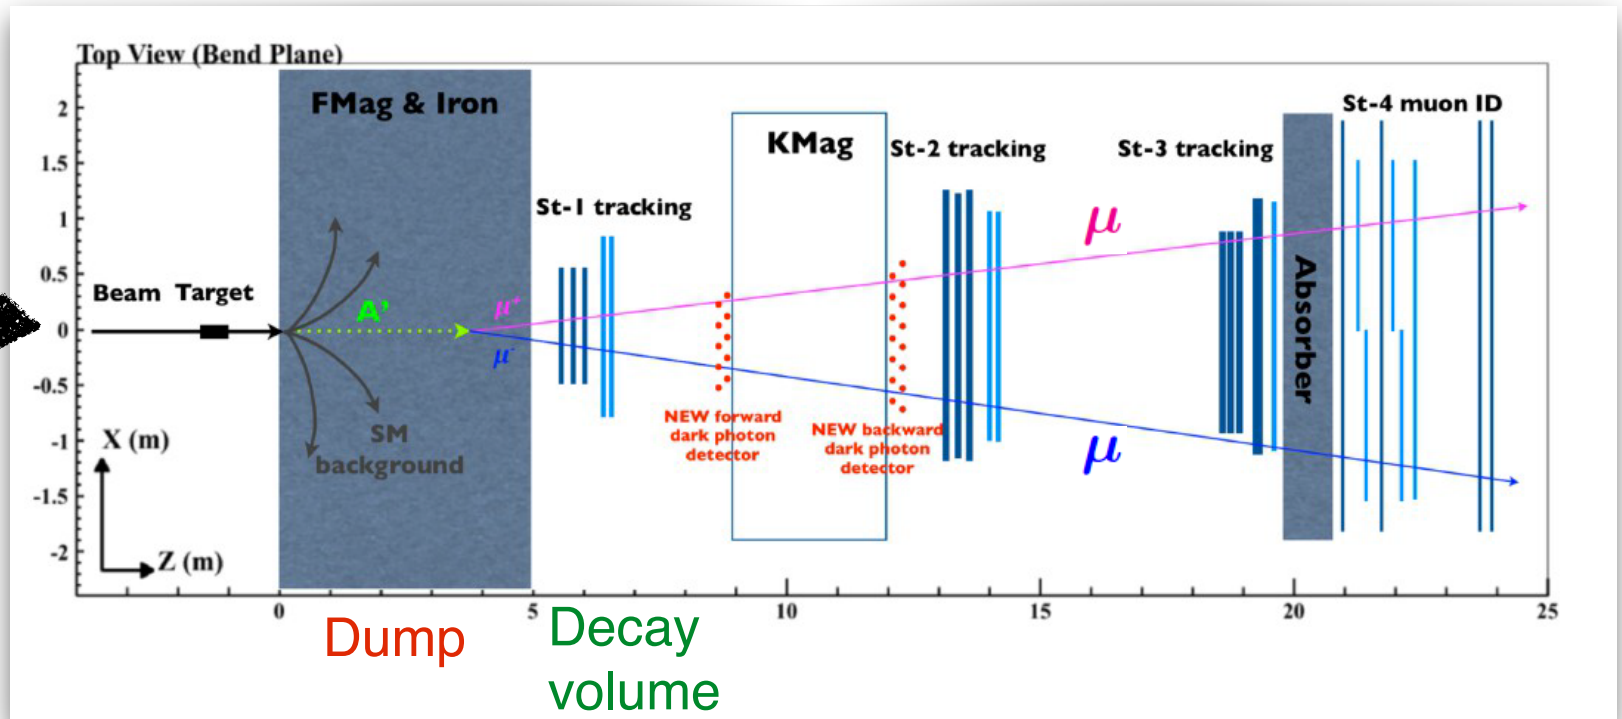 Top View (Bend Plane)
FMag & Iron
KMag
St-1 tracking
St-2 tracking
St-3 tracking
St-4 muon ID
Beam Target
A'
μ+
μ-
μ
μ
SM
background
NEW forward
dark photon
detector
NEW backward
dark photon
detector
Absorber
X (m)
Z (m)
2
1.5
1
0.5
0
-0.5
-1
-1.5
-2
0
5
10
15
20
25
Dump
Decay
volume